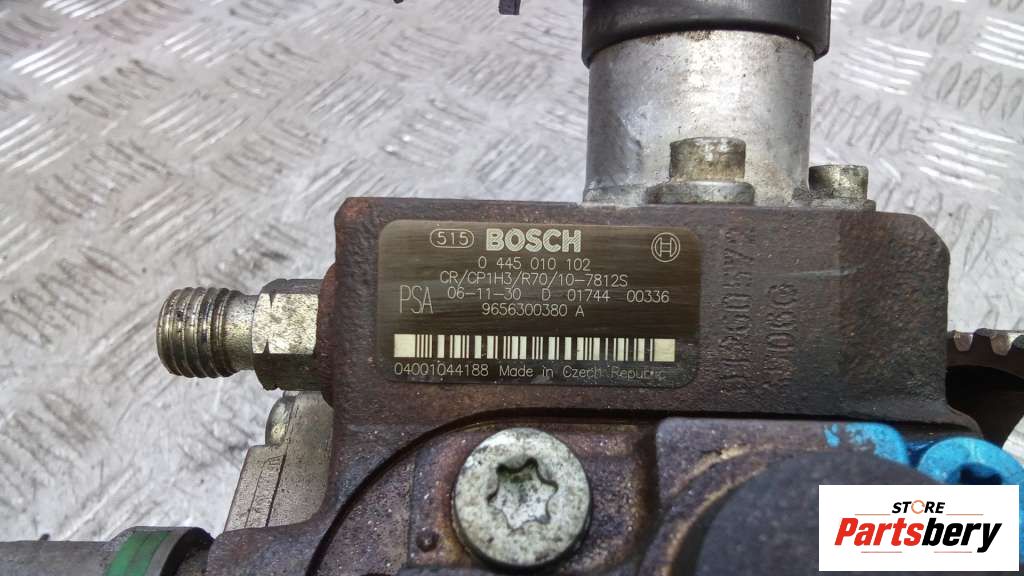 515 BOSCH
0 445 010 102
CR/CP1H3/R70/10-7812S
PSA 06-11-30 D 01744 00336
9656300380 A
04001044188 Made in Czech Republic
STORE
Partsbery